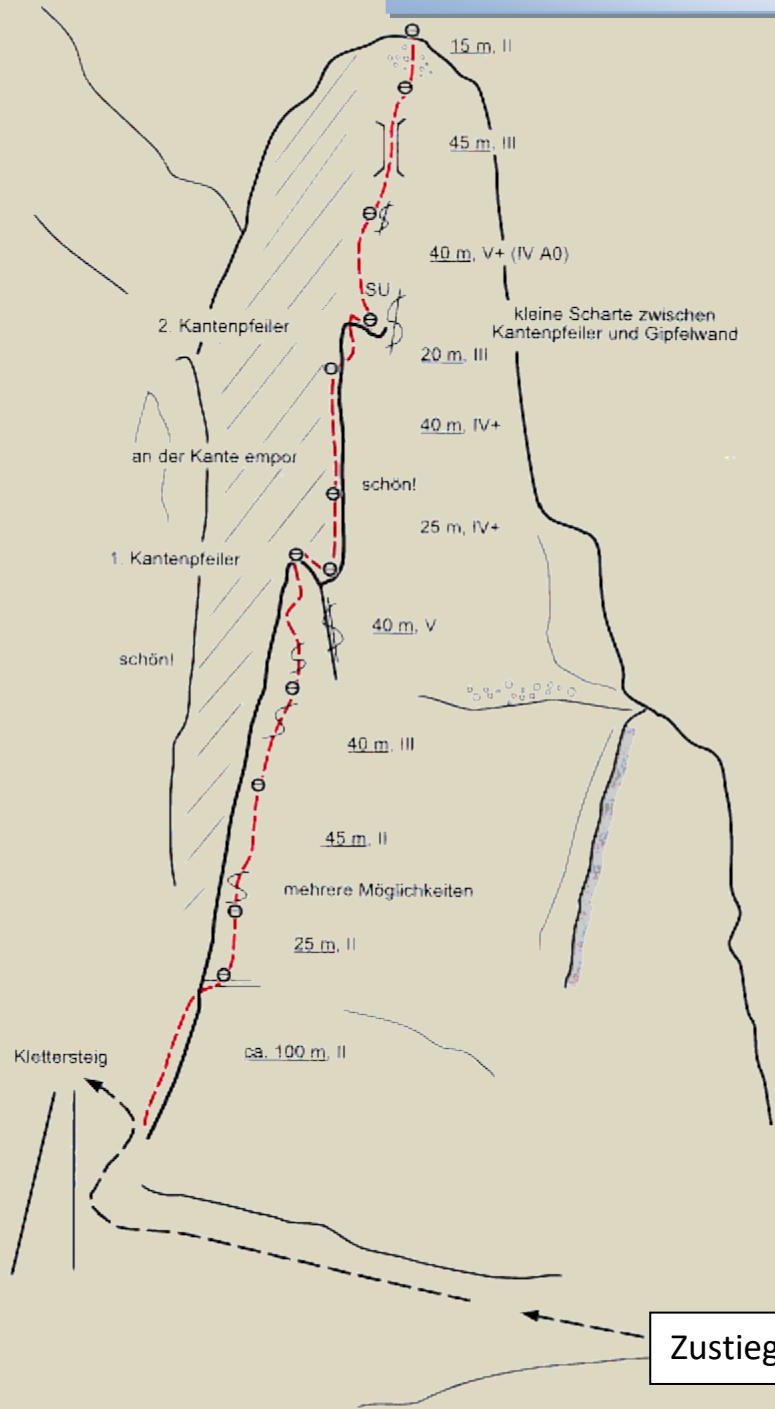 15 m, II
45 m, III
40 m, V+ (IV A0)
SU
kleine Scharte zwischen
Kantenpfeiler und Gipfelwand
2. Kantenpfeiler
20 m, III
40 m, IV+
an der Kante empor
schön!
25 m, IV+
1. Kantenpfeiler
40 m, V
schön!
40 m, III
45 m, II
mehrere Möglichkeiten
25 m, II
ca. 100 m, II
Klettersteig
Zustieg